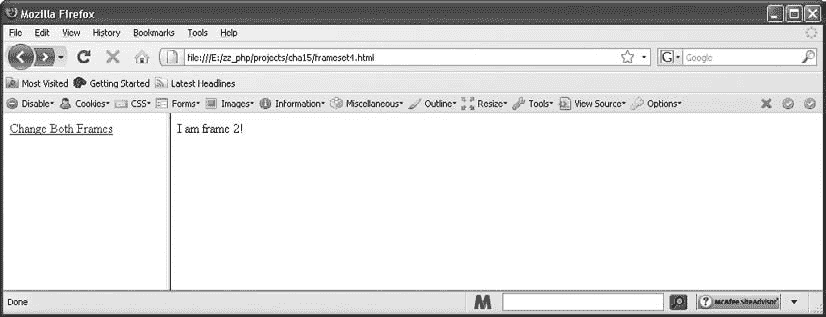 Mozilla Firefox
File Edit View History Bookmarks Tools Help
file:///E:/zz_php/projects/cha15/frameset4.html
G Google
Most Visited Getting Started Latest Headlines
Disable Cookies CSS Forms Images Information Miscellaneous Outline Resize Tools View Source Options
Change Both Frames
I am frame 2!
Done
M
? McAfee SiteAdvisor